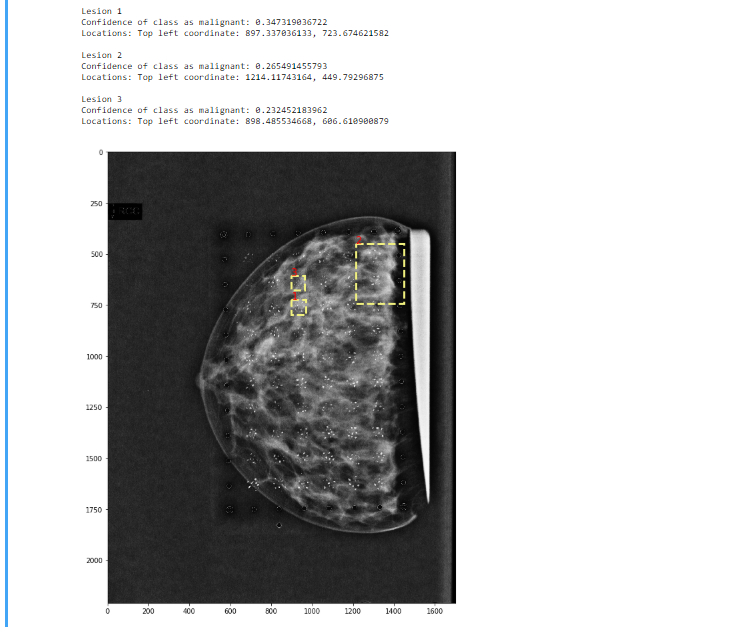 Lesion 1
Confidence of class as malignant: 0.347319036722
Locations: Top left coordinate: 897.337036133, 723.674621582
Lesion 2
Confidence of class as malignant: 0.265491455793
Locations: Top left coordinate: 1214.11743164, 449.79296875
Lesion 3
Confidence of class as malignant: 0.232452183962
Locations: Top left coordinate: 898.485534668, 606.610900879
0
250
500
750
1000
1250
1500
1750
2000
0 200 400 600 800 1000 1200 1400 1600